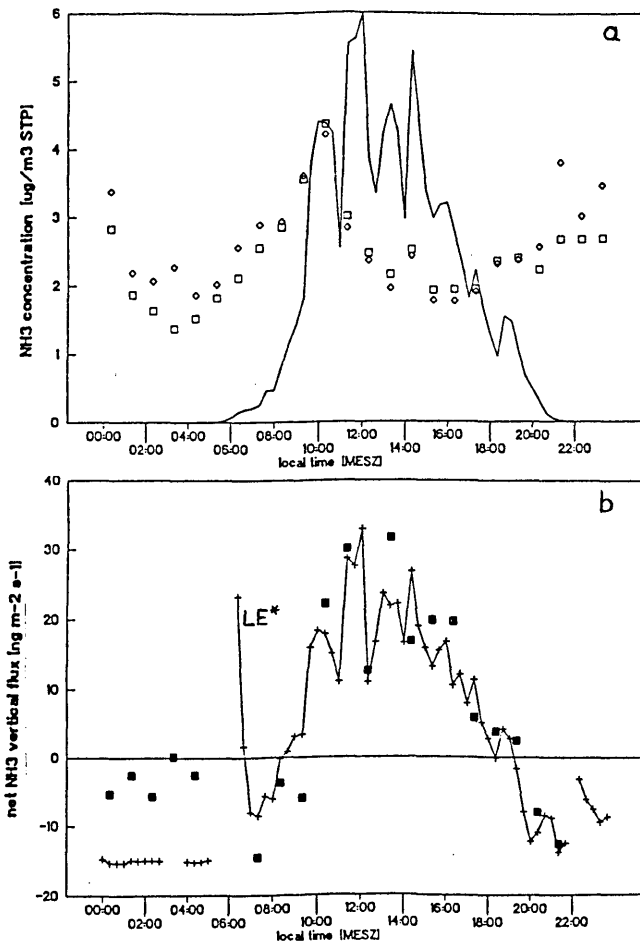 a
NH3 concentration [ug/m3 STP]
6
5
4
3
2
1
0
00:00 04:00 06:00 10:00 12:00 14:00 18:00 22:00
02:00 08:00 16:00 20:00
local time [MESZ]
b
net NH3 vertical flux [ng m-2 s-1]
40
30
20
10
0
-10
-20
LE*
00:00 04:00 08:00 10:00 12:00 14:00 18:00 22:00
02:00 06:00 16:00 20:00
local time [MESZ]